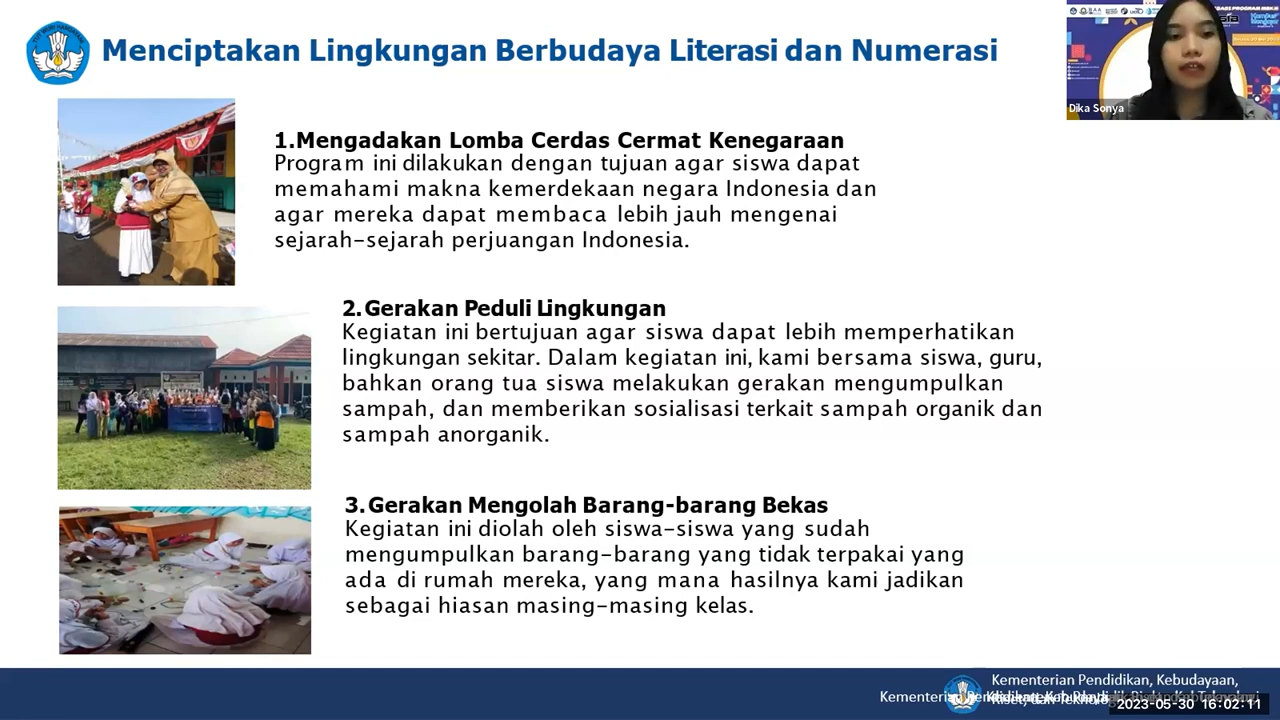 Menciptakan Lingkungan Berbudaya Literasi dan Numerasi
Dika Sonya
1.Mengadakan Lomba Cerdas Cermat Kenegaraan
Program ini dilakukan dengan tujuan agar siswa dapat
memahami makna kemerdekaan negara Indonesia dan
agar mereka dapat membaca lebih jauh mengenai
sejarah-sejarah perjuangan Indonesia.
2.Gerakan Peduli Lingkungan
Kegiatan ini bertujuan agar siswa dapat lebih memperhatikan
lingkungan sekitar. Dalam kegiatan ini, kami bersama siswa, guru,
bahkan orang tua siswa melakukan gerakan mengumpulkan
sampah, dan memberikan sosialisasi terkait sampah organik dan
sampah anorganik.
3.Gerakan Mengolah Barang-barang Bekas
Kegiatan ini diolah oleh siswa-siswa yang sudah
mengumpulkan barang-barang yang tidak terpakai yang
ada di rumah mereka, yang mana hasilnya kami jadikan
sebagai hiasan masing-masing kelas.
Kementerian Pendidikan, Kebudayaan,
2023-05-30 16:02:11